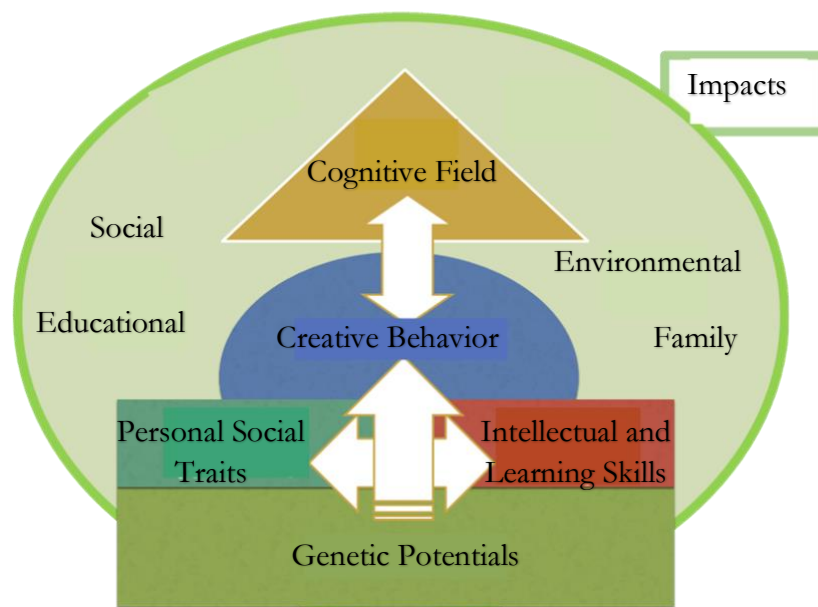 Impacts
Cognitive Field
Social
Environmental
Educational
Creative Behavior
Family
Personal Social
Traits
Intellectual and
Learning Skills
Genetic Potentials